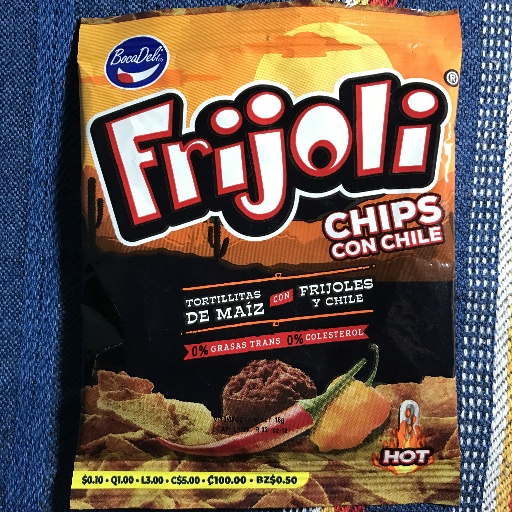 BocaDeli
Frijoli®
CHIPS
CON CHILE
TORTILLITAS
DE MAÍZ
CON
FRIJOLES
Y CHILE
0% GRASAS TRANS 0% COLESTEROL
HOT
$0.10 • Q1.00 • L3.00 • C$5.00 • ₡100.00 • BZ$0.50